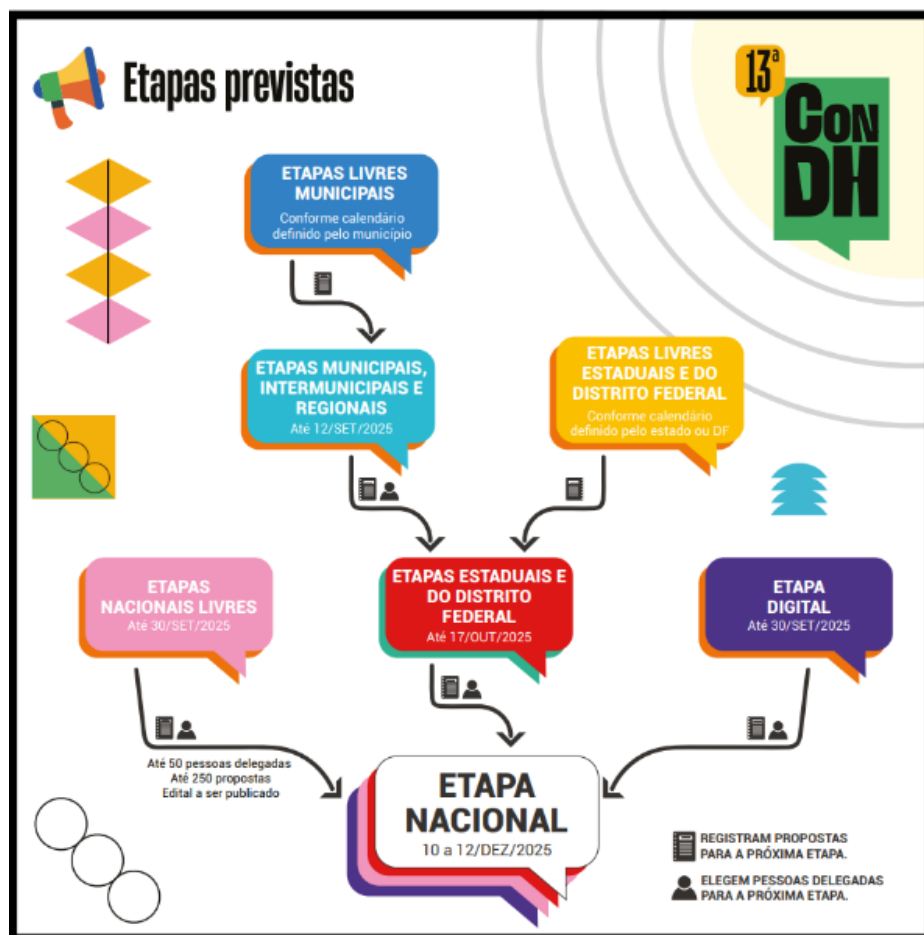 Etapas previstas
13ª
CON
DH
ETAPAS LIVRES
MUNICIPAIS
Conforme calendário
definido pelo município
ETAPAS MUNICIPAIS,
INTERMUNICIPAIS E
REGIONAIS
Até 12/SET/2025
ETAPAS LIVRES
ESTADUAIS E DO
DISTRITO FEDERAL
Conforme calendário
definido pelo estado ou DF
ETAPAS
NACIONAIS LIVRES
Até 30/SET/2025
ETAPAS ESTADUAIS E
DO DISTRITO
FEDERAL
Até 17/OUT/2025
ETAPA
DIGITAL
Até 30/SET/2025
Até 50 pessoas delegadas
Até 250 propostas
Edital a ser publicado
ETAPA
NACIONAL
10 a 12/DEZ/2025
REGISTRAM PROPOSTAS
PARA A PRÓXIMA ETAPA.
ELEGEM PESSOAS DELEGADAS
PARA A PRÓXIMA ETAPA.